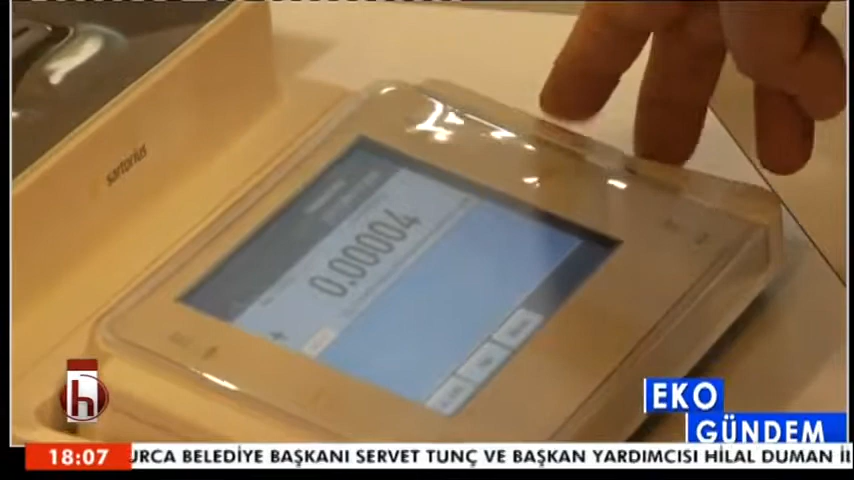 sartorius
0.00004
h
EKO
GÜNDEM
18:07
URCA BELEDİYE BAŞKANI SERVET TUNÇ VE BAŞKAN YARDIMCISI HİLAL DUMAN İL